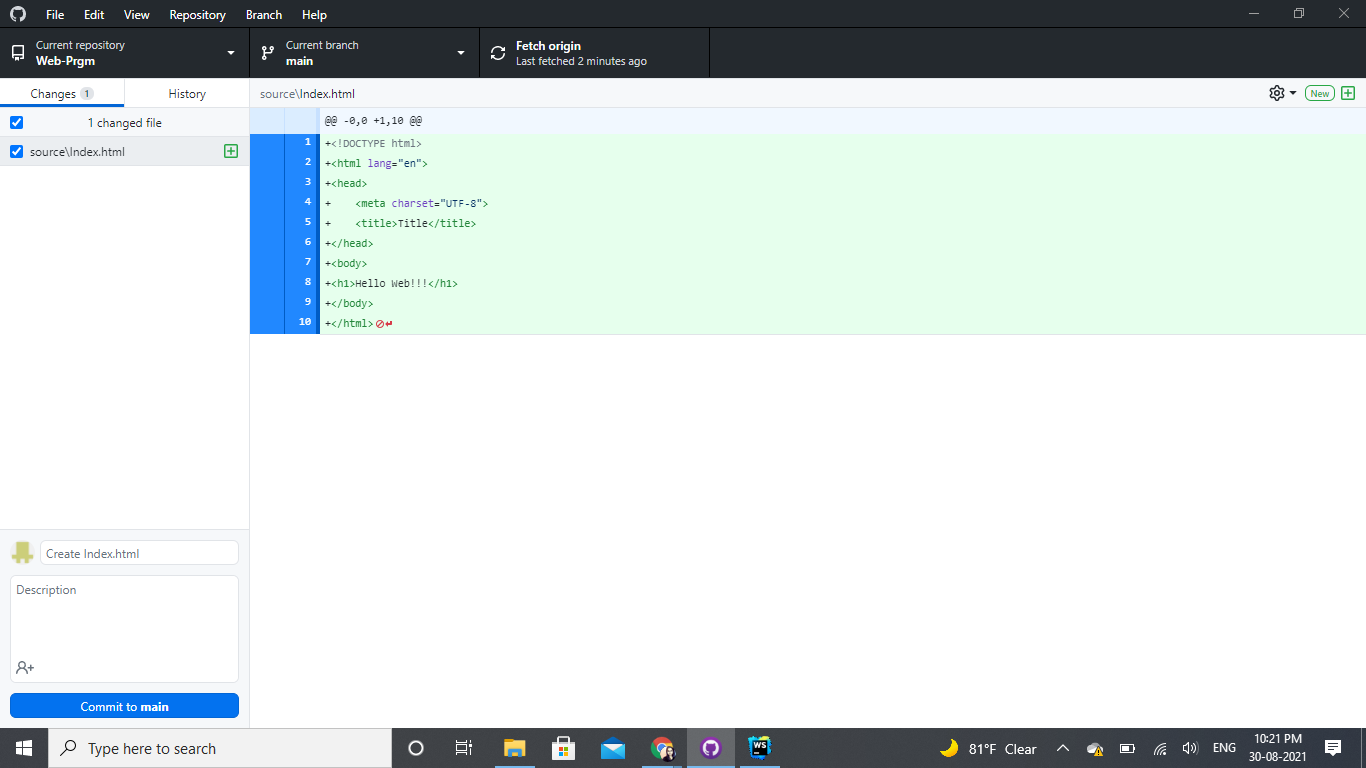 File Edit View Repository Branch Help
Current repository
Web-Prgm
Current branch
main
Fetch origin
Last fetched 2 minutes ago
Changes 1
History
source\Index.html
New
1 changed file
source\Index.html
@@ -0,0 +1,10 @@
1 +<!DOCTYPE html>
2 +<html lang="en">
3 +<head>
4 +    <meta charset="UTF-8">
5 +    <title>Title</title>
6 +</head>
7 +<body>
8 +<h1>Hello Web!!!</h1>
9 +</body>
10 +</html>
Create Index.html
Description
Commit to main
Type here to search
WS
81°F Clear
ENG
10:21 PM
30-08-2021